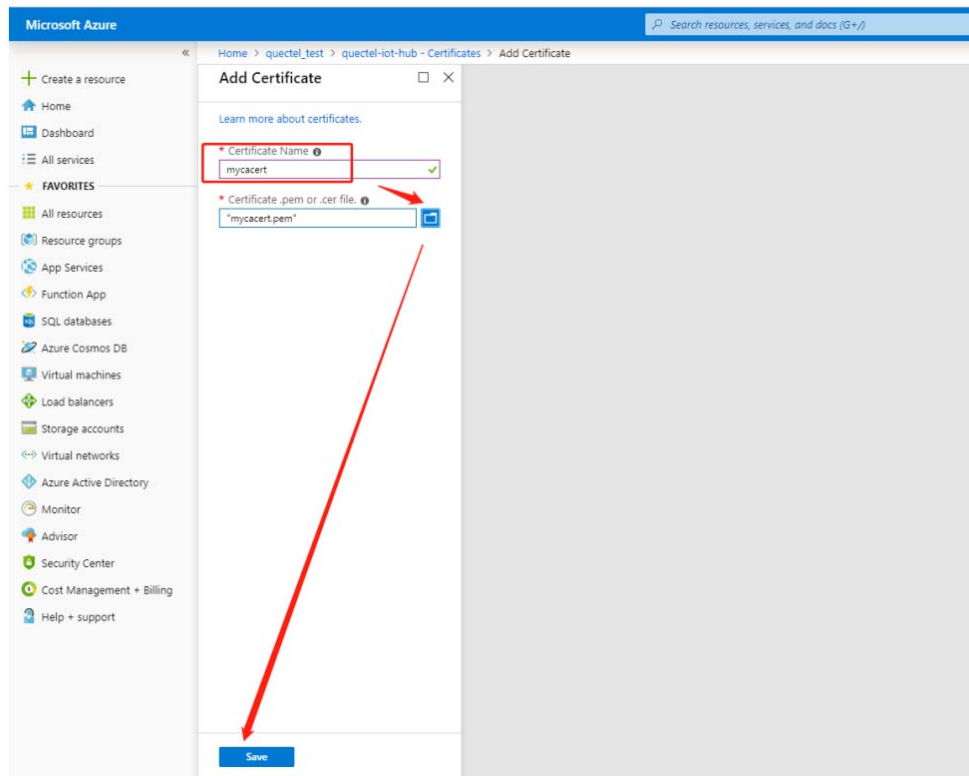 Microsoft Azure
Search resources, services, and docs (G+/)
«
Home > quectel_test > quectel-iot-hub - Certificates > Add Certificate
Create a resource
Home
Dashboard
All services
FAVORITES
All resources
Resource groups
App Services
Function App
SQL databases
Azure Cosmos DB
Virtual machines
Load balancers
Storage accounts
Virtual networks
Azure Active Directory
Monitor
Advisor
Security Center
Cost Management + Billing
Help + support
Add Certificate
Learn more about certificates.
* Certificate Name
mycacert
* Certificate .pem or .cer file.
"mycacert.pem"
Save